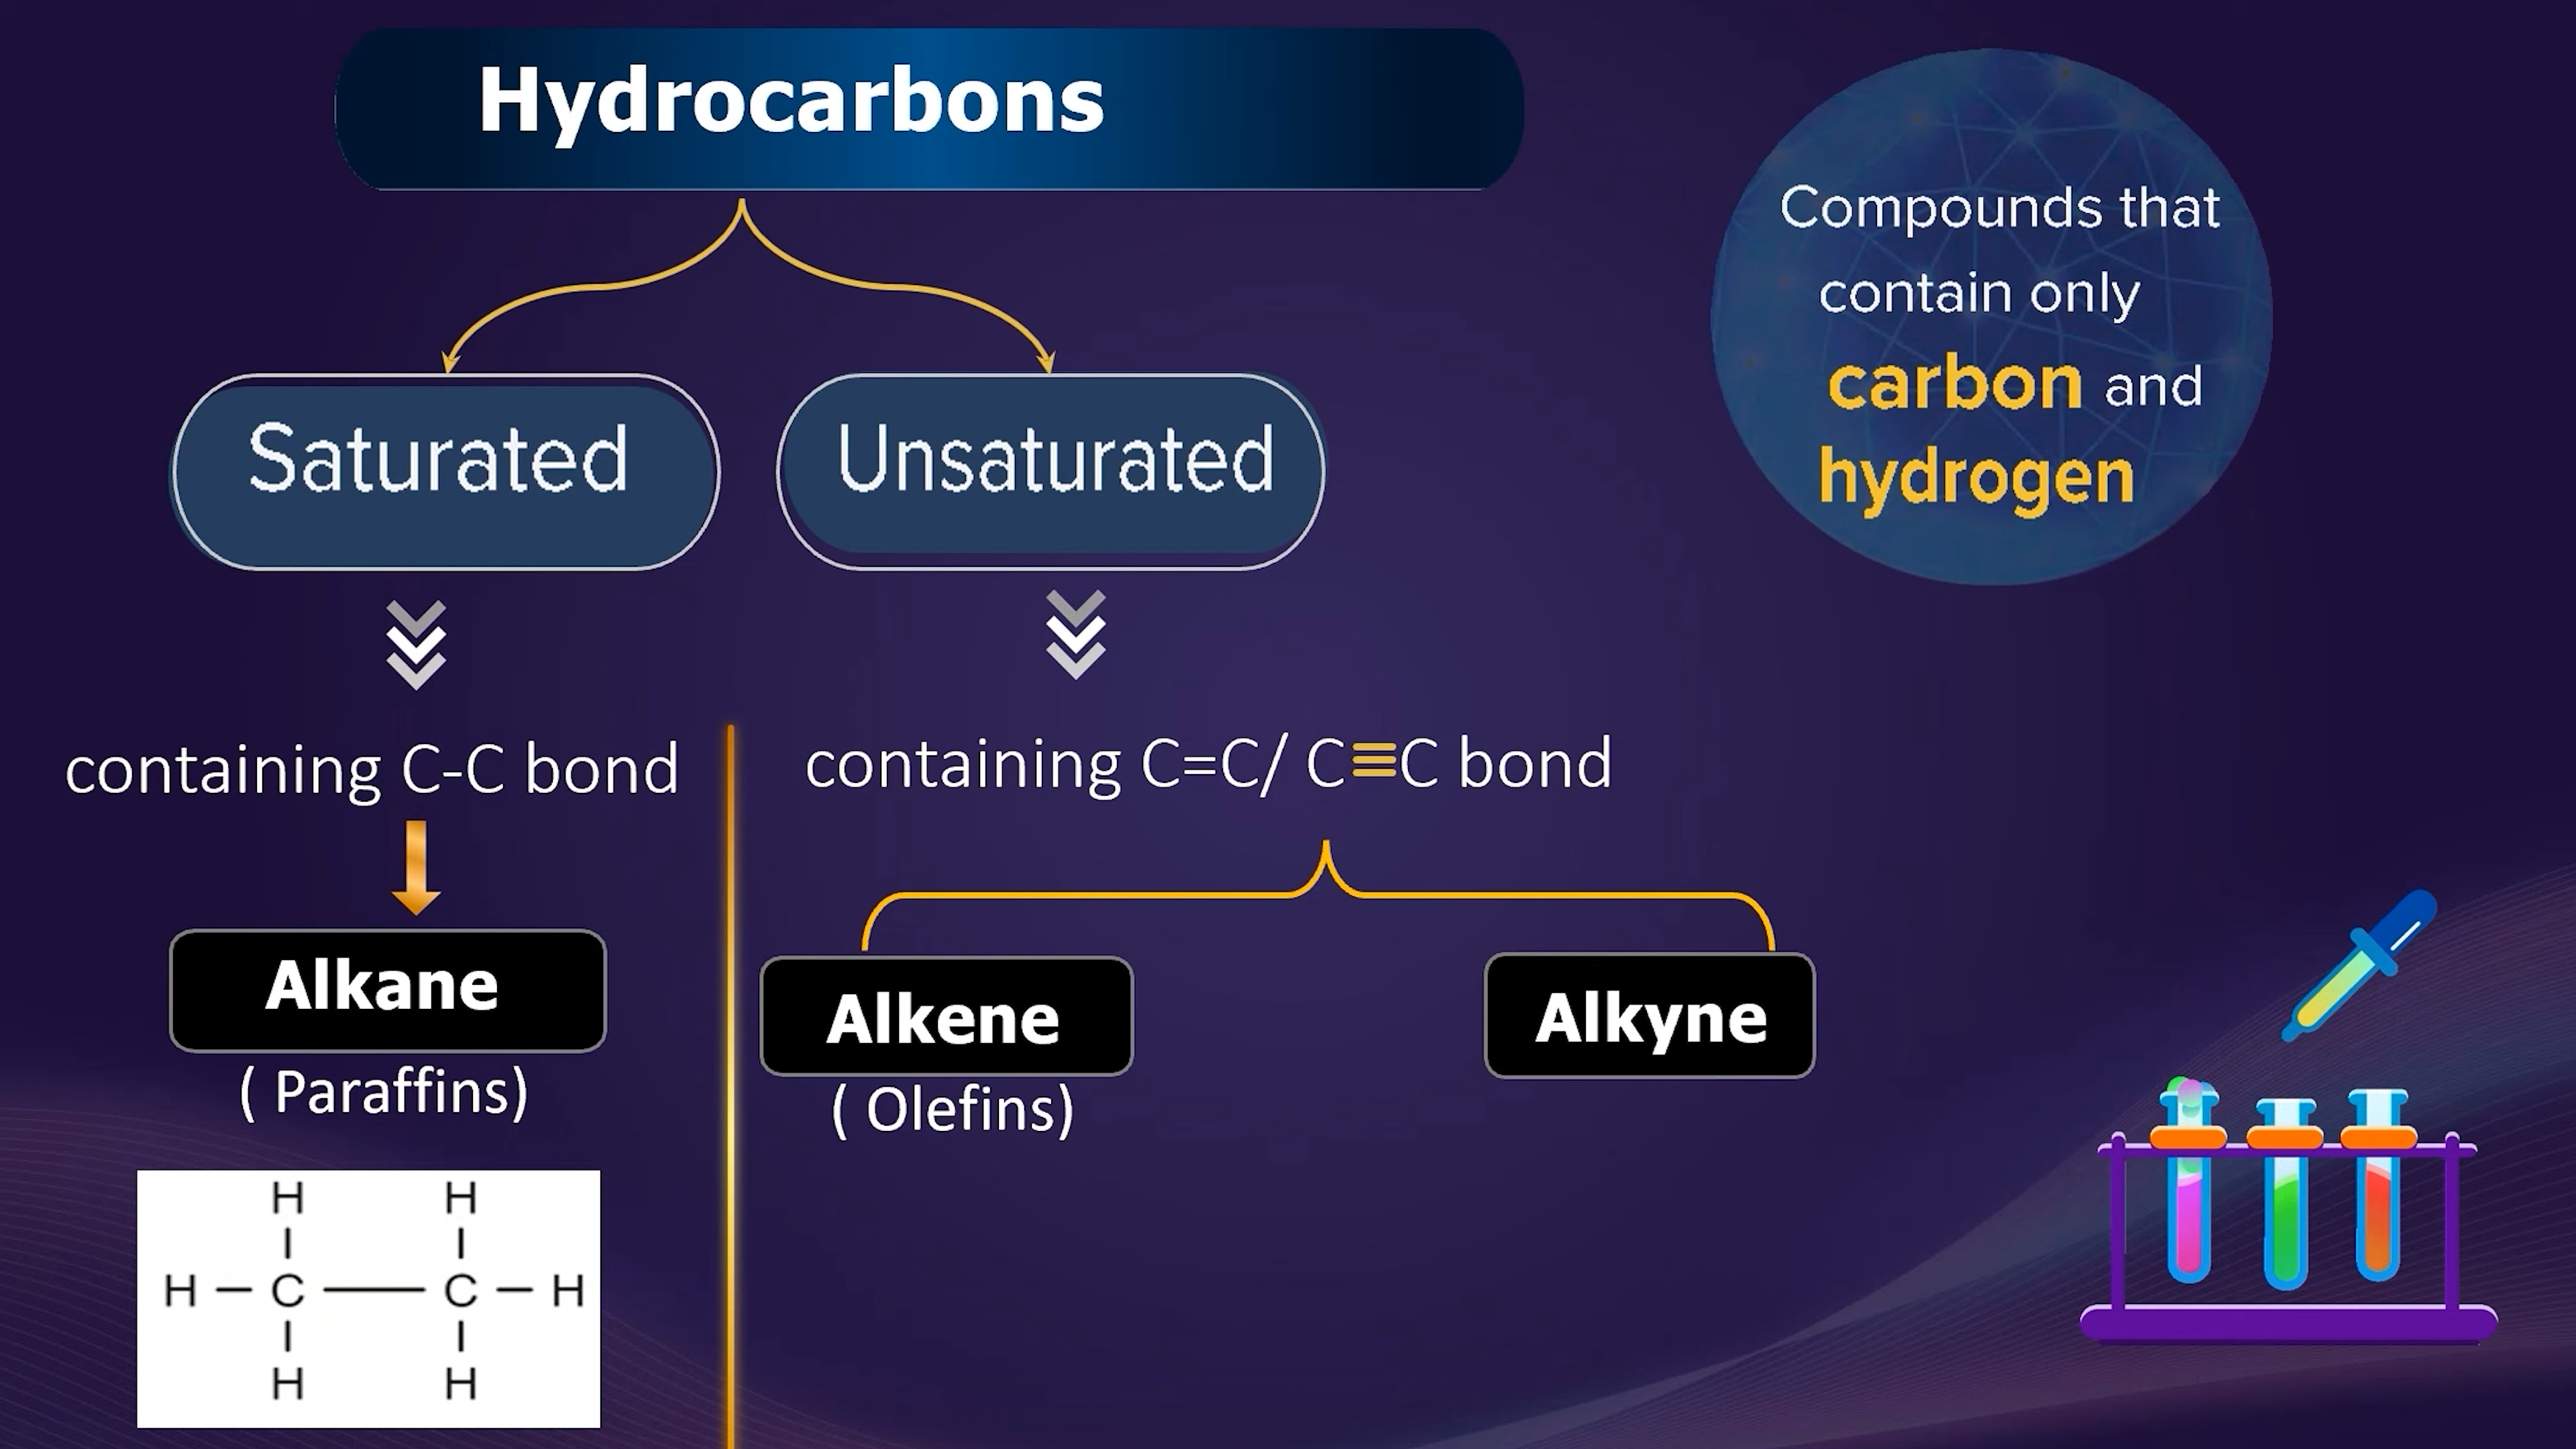 Hydrocarbons
Compounds that
contain only
carbon and
hydrogen
Saturated
Unsaturated
containing C-C bond
containing C=C/ C≡C bond
Alkane
( Paraffins)
Alkene
( Olefins)
Alkyne
H H
H — C — C — H
H H